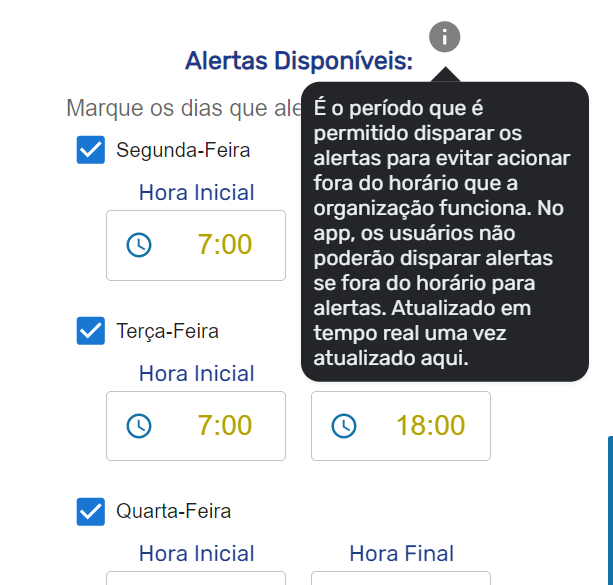 Alertas Disponíveis:
É o período que é
permitido disparar os
alertas para evitar acionar
fora do horário que a
organização funciona. No
app, os usuários não
poderão disparar alertas
se fora do horário para
alertas. Atualizado em
tempo real uma vez
atualizado aqui.
Marque os dias que ale
Segunda-Feira
Hora Inicial
7:00
Terça-Feira
Hora Inicial
7:00 18:00
Quarta-Feira
Hora Inicial Hora Final